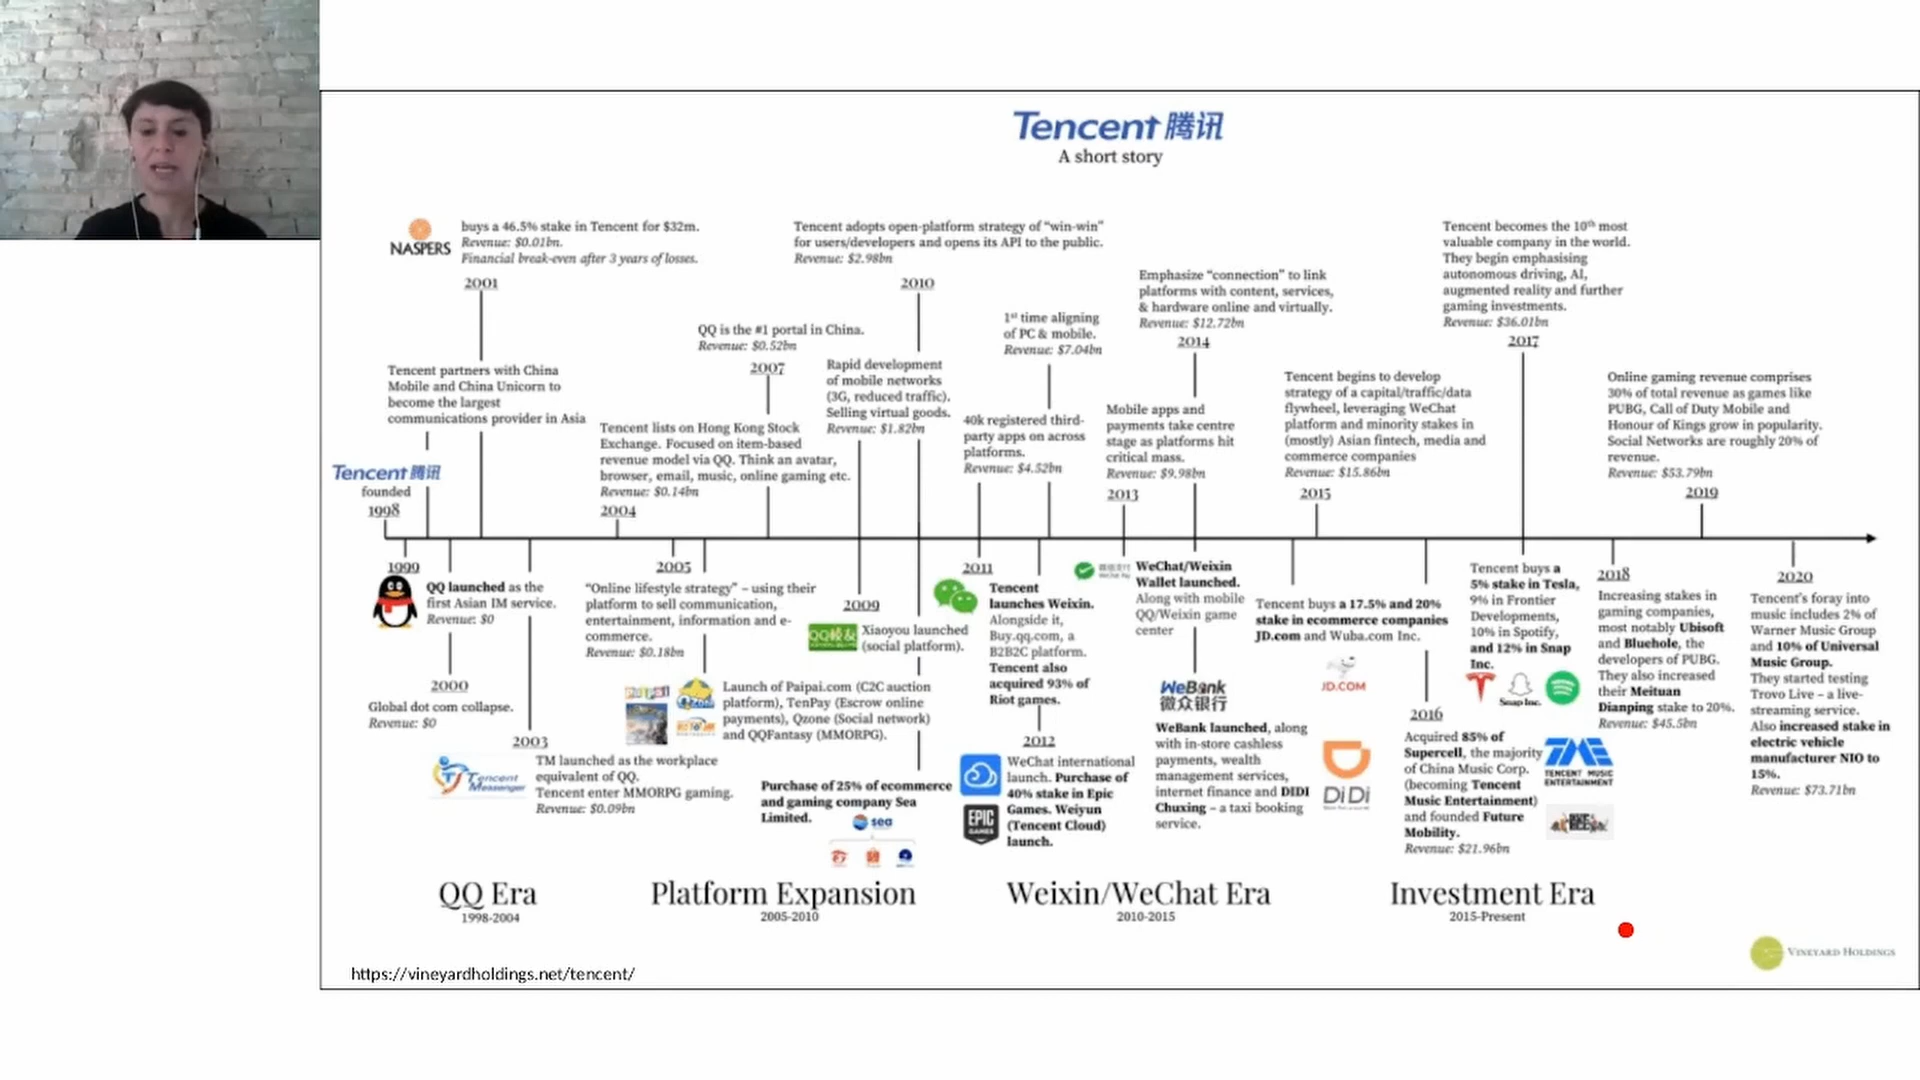 Tencent 腾讯
A short story
NASPERS
buys a 46.5% stake in Tencent for $32m.
Revenue: $0.01bn.
Financial break-even after 3 years of losses.
2001
Tencent adopts open-platform strategy of “win-win”
for users/developers and opens its API to the public.
Revenue: $2.98bn
2010
Tencent becomes the 10th most
valuable company in the world.
They begin emphasising
autonomous driving, AI,
augmented reality and further
gaming investments.
Revenue: $36.01bn
2017
Emphasize “connection” to link
platforms with content, services,
& hardware online and virtually.
Revenue: $12.72bn
2014
1st time aligning
of PC & mobile.
Revenue: $7.04bn
QQ is the #1 portal in China.
Revenue: $0.52bn
2007
Rapid development
of mobile networks
(3G, reduced traffic).
Selling virtual goods.
Revenue: $1.82bn
Tencent partners with China
Mobile and China Unicorn to
become the largest
communications provider in Asia
Tencent begins to develop
strategy of a capital/traffic/data
flywheel, leveraging WeChat
platform and minority stakes in
(mostly) Asian fintech, media and
commerce companies
Revenue: $15.86bn
2015
Online gaming revenue comprises
30% of total revenue as games like
PUBG, Call of Duty Mobile and
Honour of Kings grow in popularity.
Social Networks are roughly 20% of
revenue.
Revenue: $53.79bn
2019
Mobile apps and
payments take centre
stage as platforms hit
critical mass.
Revenue: $9.98bn
2013
40k registered third-
party apps on across
platforms.
Revenue: $4.52bn
Tencent lists on Hong Kong Stock
Exchange. Focused on item-based
revenue model via QQ. Think an avatar,
browser, email, music, online gaming etc.
Revenue: $0.14bn
2004
Tencent 腾讯
founded
1998
1999
QQ launched as the
first Asian IM service.
Revenue: $0
2000
Global dot com collapse.
Revenue: $0
2003
Tencent
Messenger
TM launched as the workplace
equivalent of QQ.
Tencent enter MMORPG gaming.
Revenue: $0.09bn
2005
“Online lifestyle strategy” – using their
platform to sell communication,
entertainment, information and e-
commerce.
Revenue: $0.18bn
Launch of Paipai.com (C2C auction
platform), TenPay (Escrow online
payments), Qzone (Social network)
and QQFantasy (MMORPG).
2009
Xiaoyou launched
(social platform).
Purchase of 25% of ecommerce
and gaming company Sea
Limited.
sea
2011
Tencent
launches Weixin.
Alongside it,
Buy.qq.com, a
B2B2C platform.
Tencent also
acquired 93% of
Riot games.
2012
WeChat international
launch. Purchase of
40% stake in Epic
Games. Weiyun
(Tencent Cloud)
launch.
EPIC
GAMES
WeChat/Weixin
Wallet launched.
Along with mobile
QQ/Weixin game
center
WeBank
微众银行
WeBank launched, along
with in-store cashless
payments, wealth
management services,
internet finance and DIDI
Chuxing – a taxi booking
service.
Tencent buys a 17.5% and 20%
stake in ecommerce companies
JD.com and Wuba.com Inc.
JD.COM
DiDi
2016
Acquired 85% of
Supercell, the majority
of China Music Corp.
(becoming Tencent
Music Entertainment)
and founded Future
Mobility.
Revenue: $21.96bn
Tencent buys a
5% stake in Tesla,
9% in Frontier
Developments,
10% in Spotify,
and 12% in Snap
Inc.
Snap Inc.
TME
TENCENT MUSIC
ENTERTAINMENT
2018
Increasing stakes in
gaming companies,
most notably Ubisoft
and Bluehole, the
developers of PUBG.
They also increased
their Meituan
Dianping stake to 20%.
Revenue: $45.5bn
2020
Tencent’s foray into
music includes 2% of
Warner Music Group
and 10% of Universal
Music Group.
They started testing
Trovo Live – a live-
streaming service.
Also increased stake in
electric vehicle
manufacturer NIO to
15%.
Revenue: $73.71bn
QQ Era
1998-2004
Platform Expansion
2005-2010
Weixin/WeChat Era
2010-2015
Investment Era
2015-Present
https://vineyardholdings.net/tencent/
VINEYARD HOLDINGS